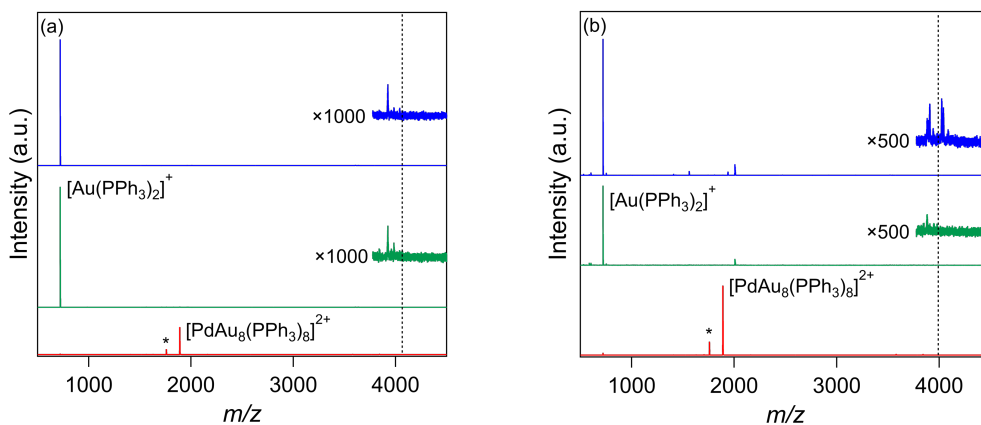 (a)
Intensity (a.u.)
×1000
[Au(PPh₃)₂]⁺
×1000
[PdAu₈(PPh₃)₈]²⁺
*
1000 2000 3000 4000
m/z
(b)
Intensity (a.u.)
×500
[Au(PPh₃)₂]⁺
×500
[PdAu₈(PPh₃)₈]²⁺
*
1000 2000 3000 4000
m/z